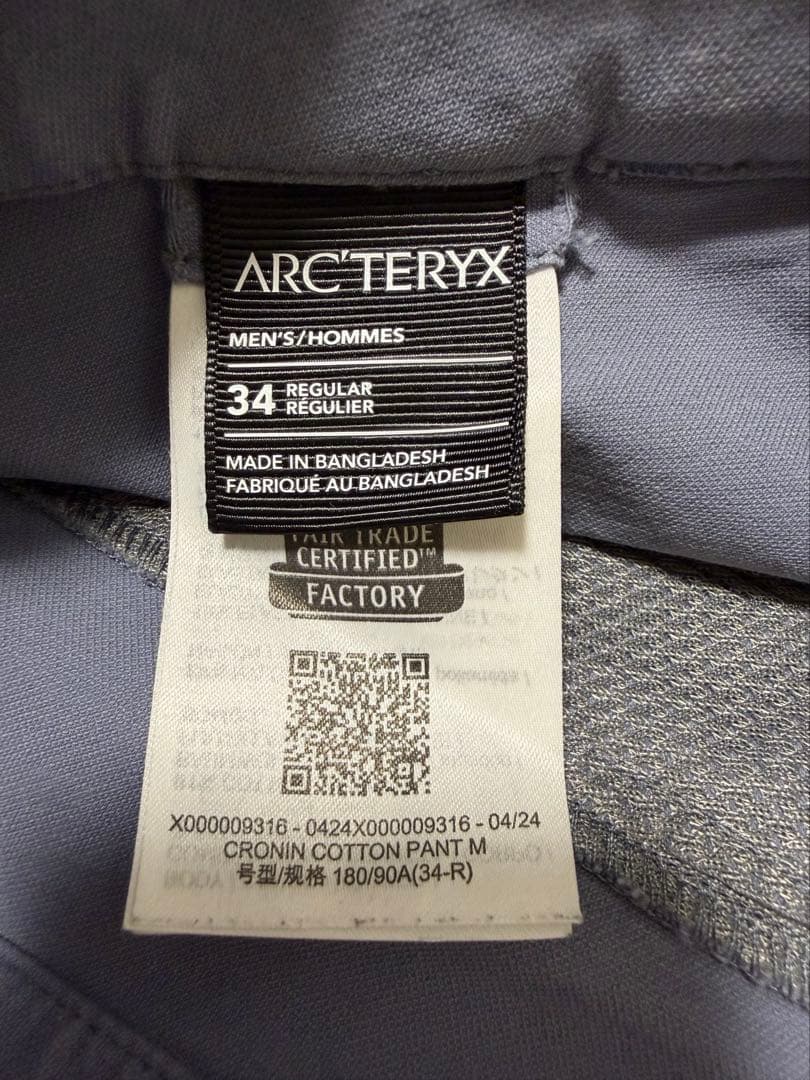 ARC'TERYX
MEN'S/HOMMES
34 REGULAR
RÉGULIER
MADE IN BANGLADESH
FABRIQUÉ AU BANGLADESH
FAIR TRADE
CERTIFIED™
FACTORY
X000009316 - 0424X000009316 - 04/24
CRONIN COTTON PANT M
号型/规格 180/90A(34-R)